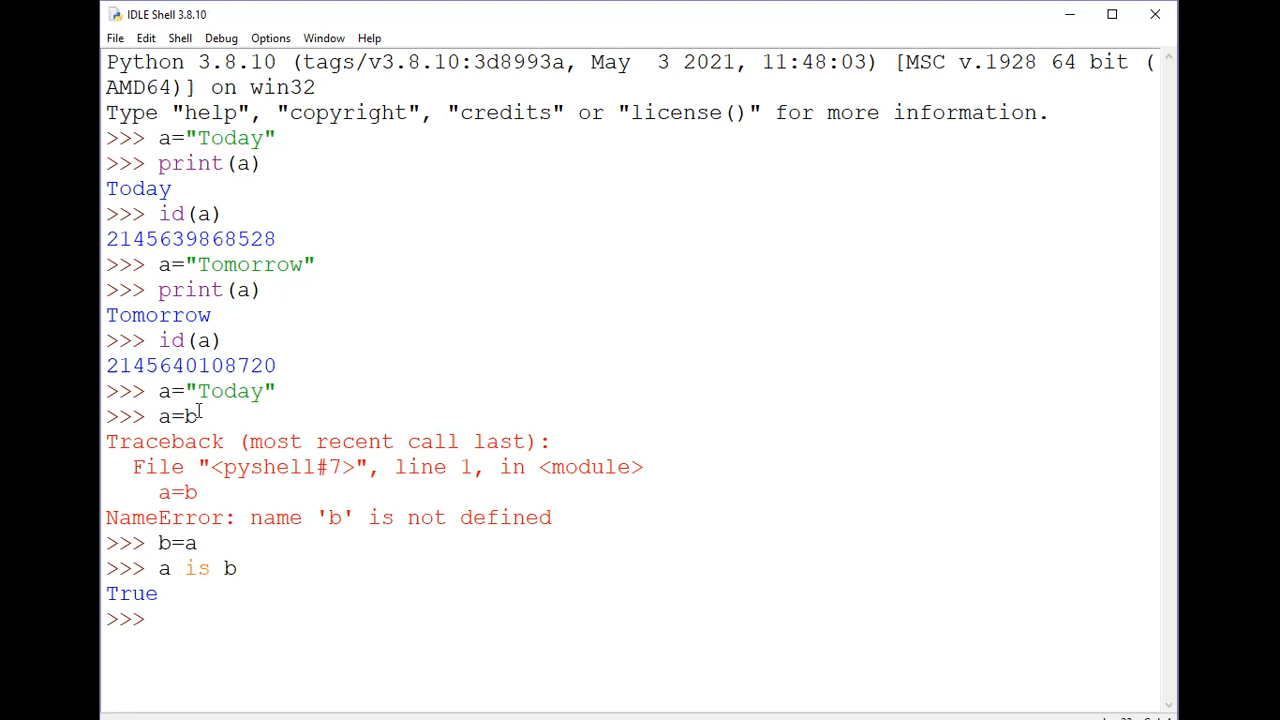 IDLE Shell 3.8.10
File Edit Shell Debug Options Window Help
Python 3.8.10 (tags/v3.8.10:3d8993a, May  3 2021, 11:48:03) [MSC v.1928 64 bit (
AMD64)] on win32
Type "help", "copyright", "credits" or "license()" for more information.
>>> a="Today"
>>> print(a)
Today
>>> id(a)
2145639868528
>>> a="Tomorrow"
>>> print(a)
Tomorrow
>>> id(a)
2145640108720
>>> a="Today"
>>> a=b
Traceback (most recent call last):
  File "<pyshell#7>", line 1, in <module>
    a=b
NameError: name 'b' is not defined
>>> b=a
>>> a is b
True
>>>